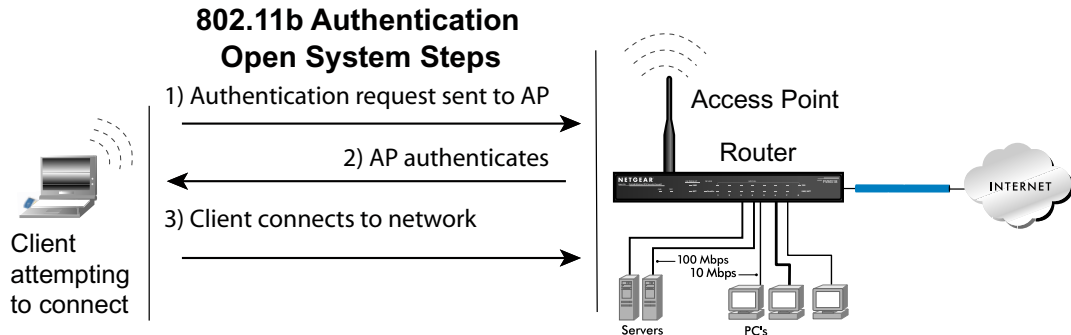 802.11b Authentication
Open System Steps
1) Authentication request sent to AP
2) AP authenticates
3) Client connects to network
Client
attempting
to connect
Access Point
Router
NETGEAR
INTERNET
100 Mbps
10 Mbps
Servers
PC's